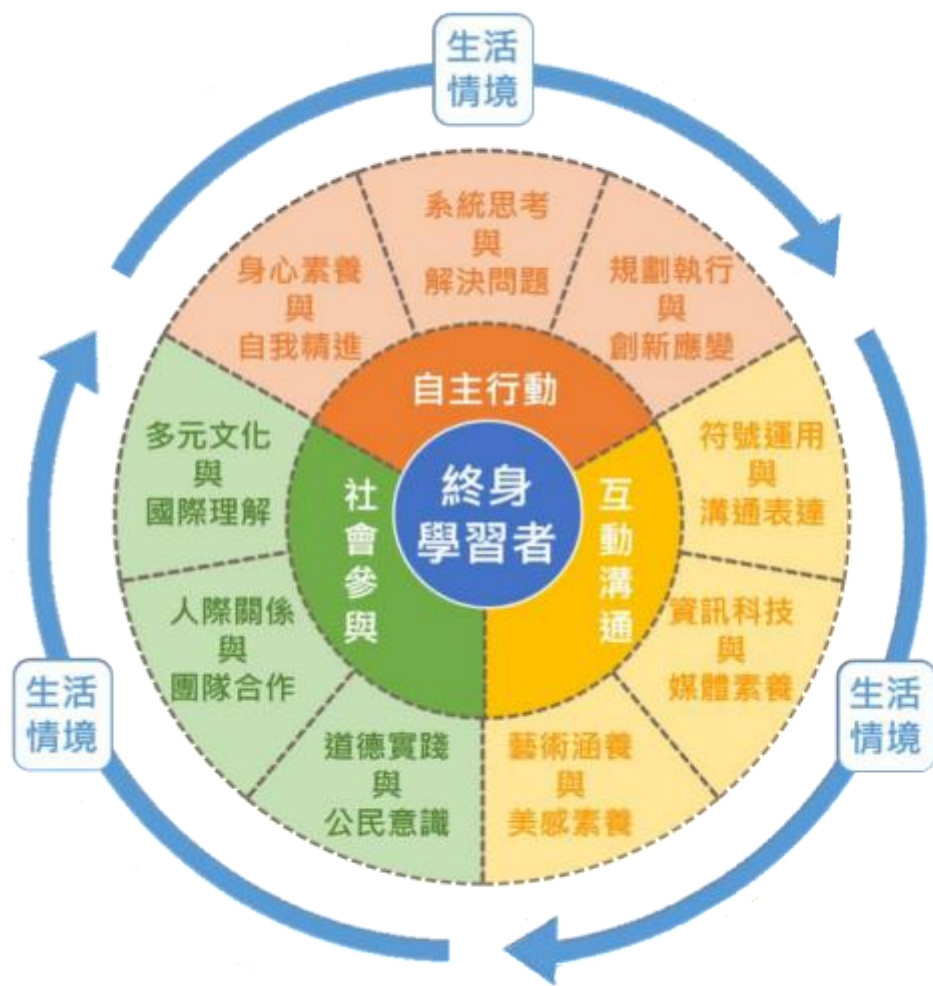 生活
情境
系統思考
與
解決問題
身心素養
與
自我精進
規劃執行
與
創新應變
自主行動
多元文化
與
國際理解
社會參與
終身
學習者
互動溝通
符號運用
與
溝通表達
人際關係
與
團隊合作
資訊科技
與
媒體素養
生活
情境
生活
情境
道德實踐
與
公民意識
藝術涵養
與
美感素養